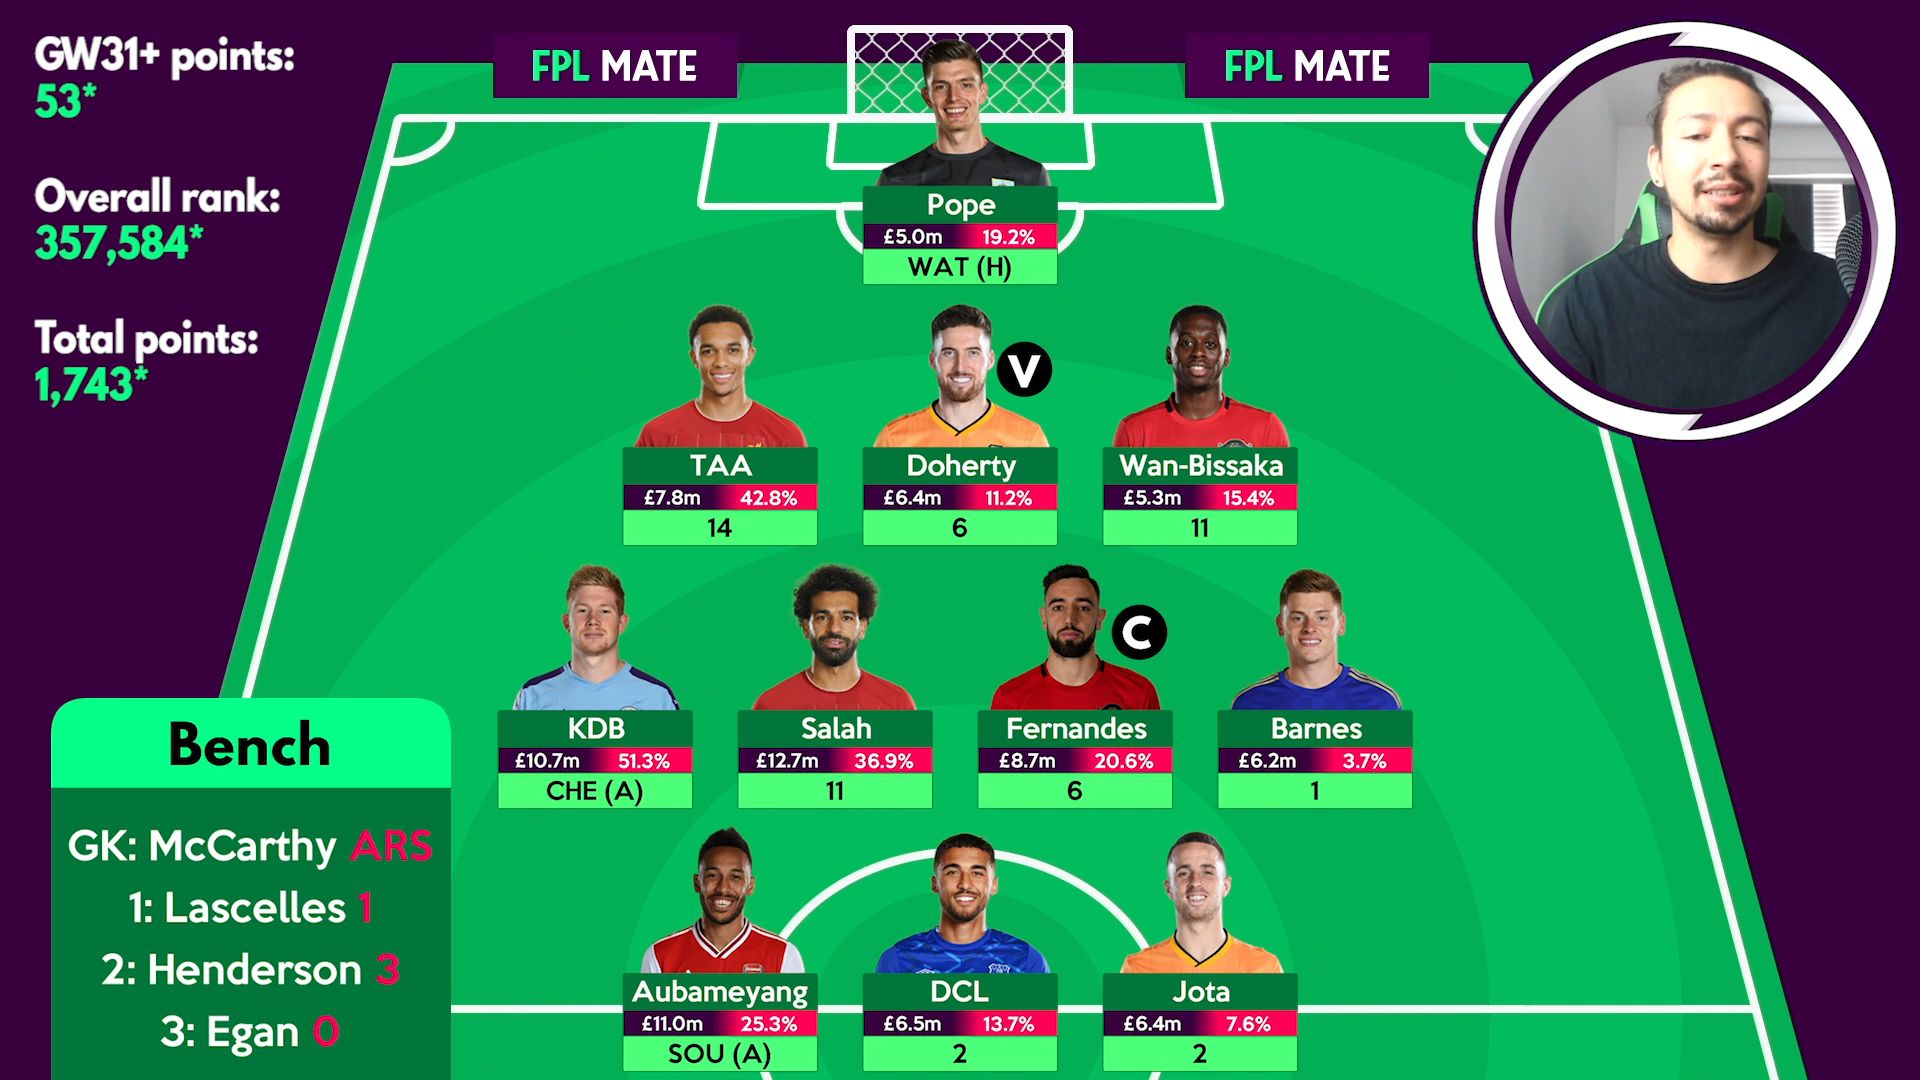 GW31+ points:
53*
Overall rank:
357,584*
Total points:
1,743*
FPL MATE
FPL MATE
Pope
£5.0m 19.2%
WAT (H)
TAA
£7.8m 42.8%
14
Doherty
£6.4m 11.2%
6
V
Wan-Bissaka
£5.3m 15.4%
11
KDB
£10.7m 51.3%
CHE (A)
Salah
£12.7m 36.9%
11
Fernandes
£8.7m 20.6%
6
C
Barnes
£6.2m 3.7%
1
Aubameyang
£11.0m 25.3%
SOU (A)
DCL
£6.5m 13.7%
2
Jota
£6.4m 7.6%
2
Bench
GK: McCarthy ARS
1: Lascelles 1
2: Henderson 3
3: Egan 0